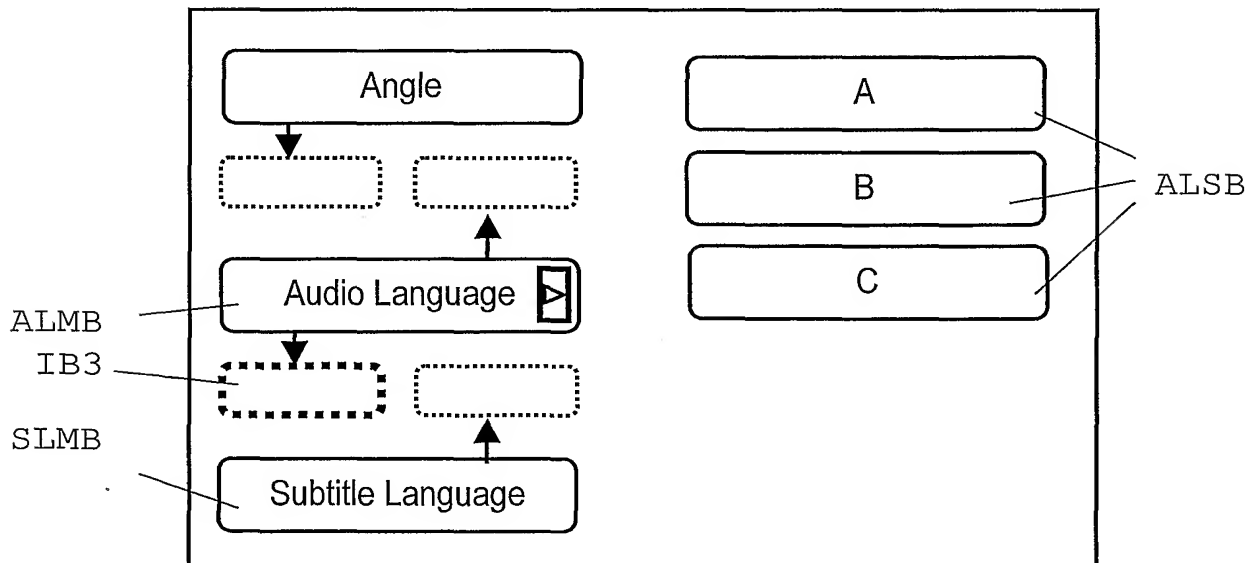 Angle
A
B
ALSB
Audio Language
C
ALMB
IB3
SLMB
Subtitle Language